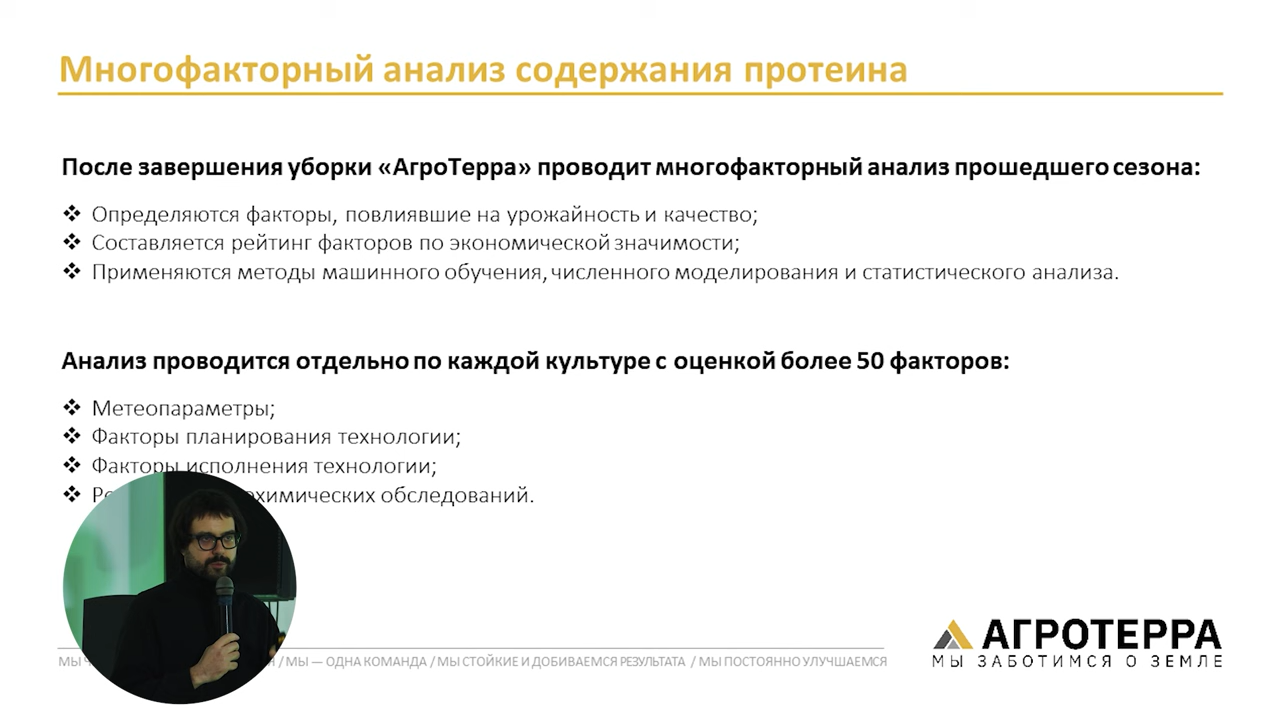 Многофакторный анализ содержания протеина
После завершения уборки «АгроТерра» проводит многофакторный анализ прошедшего сезона:
❖ Определяются факторы, повлиявшие на урожайность и качество;
❖ Составляется рейтинг факторов по экономической значимости;
❖ Применяются методы машинного обучения, численного моделирования и статистического анализа.
Анализ проводится отдельно по каждой культуре с оценкой более 50 факторов:
❖ Метеопараметры;
❖ Факторы планирования технологии;
❖ Факторы исполнения технологии;
❖ обследований.
АГРОТЕРРА
МЫ ЗАБОТИМСЯ О ЗЕМЛЕ
МЫ / МЫ — ОДНА КОМАНДА / МЫ СТОЙКИЕ И ДОБИВАЕМСЯ РЕЗУЛЬТАТА / МЫ ПОСТОЯННО УЛУЧШАЕМСЯ